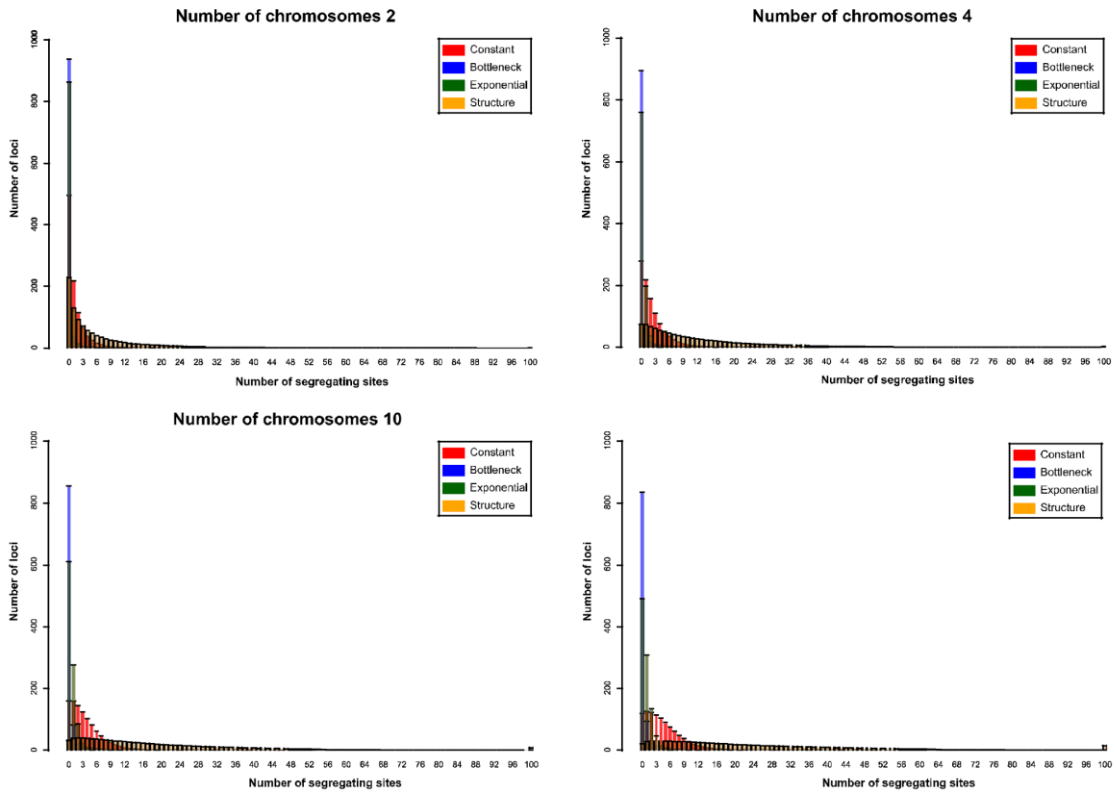 Number of chromosomes 2
Constant
Bottleneck
Exponential
Structure
Number of loci
1000
800
600
400
200
0
0 3 6 9 12 16 20 24 28 32 36 40 44 48 52 56 60 64 68 72 76 80 84 88 92 96 100
Number of segregating sites
Number of chromosomes 4
Constant
Bottleneck
Exponential
Structure
Number of loci
1000
800
600
400
200
0
0 3 6 9 12 16 20 24 28 32 36 40 44 48 52 56 60 64 68 72 76 80 84 88 92 96 100
Number of segregating sites
Number of chromosomes 10
Constant
Bottleneck
Exponential
Structure
Number of loci
1000
800
600
400
200
0
0 3 6 9 12 16 20 24 28 32 36 40 44 48 52 56 60 64 68 72 76 80 84 88 92 96 100
Number of segregating sites
Constant
Bottleneck
Exponential
Structure
Number of loci
1000
800
600
400
200
0
0 3 6 9 12 16 20 24 28 32 36 40 44 48 52 56 60 64 68 72 76 80 84 88 92 96 100
Number of segregating sites